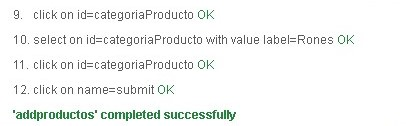 9. click on id=categoriaProducto OK
10. select on id=categoriaProducto with value label=Rones OK
11. click on id=categoriaProducto OK
12. click on name=submit OK
'addproductos' completed successfully